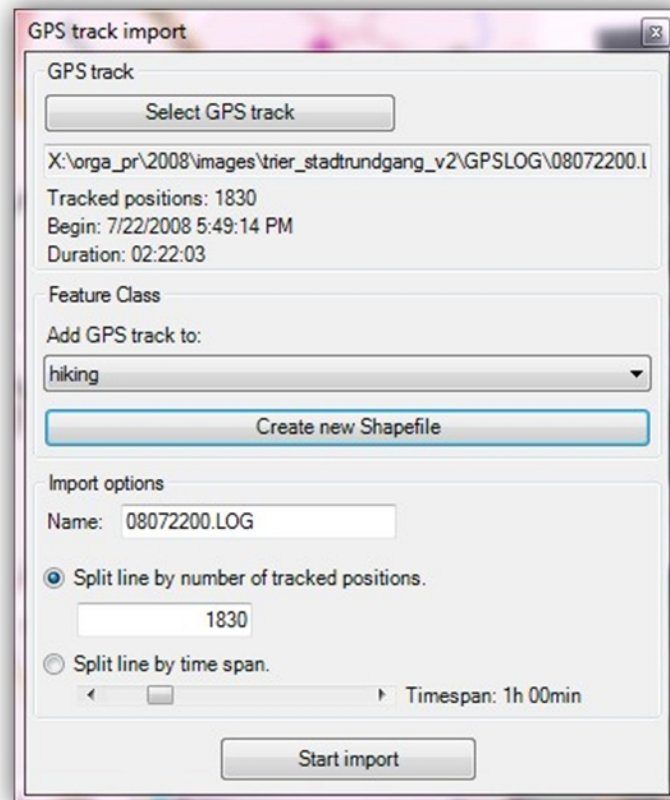 GPS track import
GPS track
Select GPS track
X:\orga_pr\2008\images\trier_stadtrundgang_v2\GPSLOG\08072200.l
Tracked positions: 1830
Begin: 7/22/2008 5:49:14 PM
Duration: 02:22:03
Feature Class
Add GPS track to:
hiking
Create new Shapefile
Import options
Name: 08072200.LOG
Split line by number of tracked positions.
1830
Split line by time span.
Timespan: 1h 00min
Start import